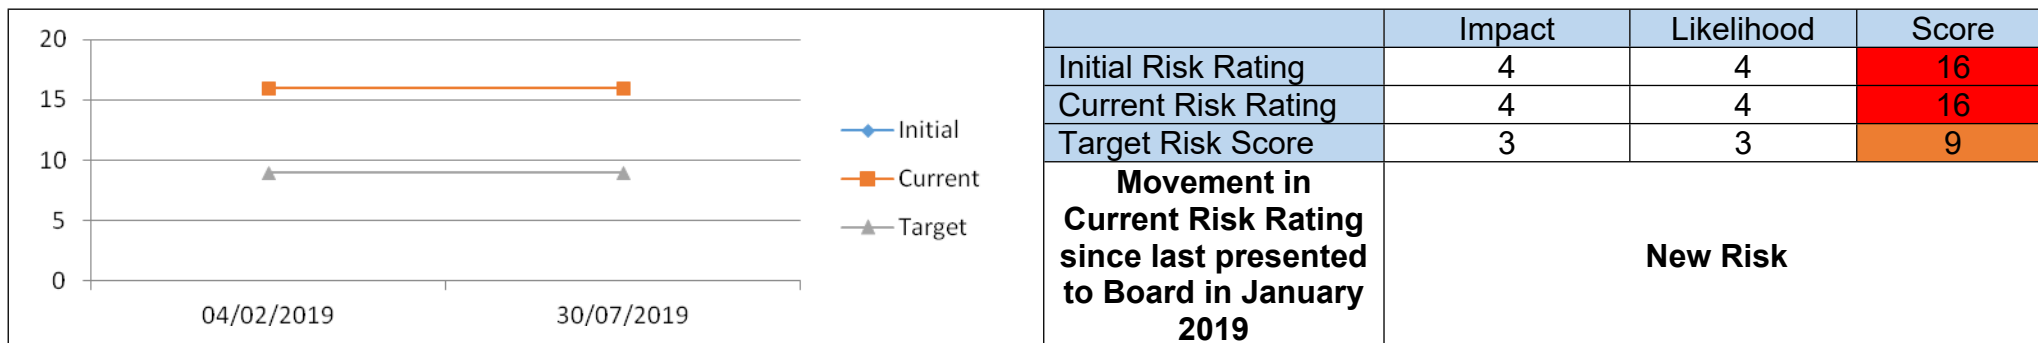 20
15
10
5
0
04/02/2019 30/07/2019
Initial
Current
Target
Impact Likelihood Score
Initial Risk Rating 4 4 16
Current Risk Rating 4 4 16
Target Risk Score 3 3 9
Movement in
Current Risk Rating
since last presented
to Board in January
2019
New Risk